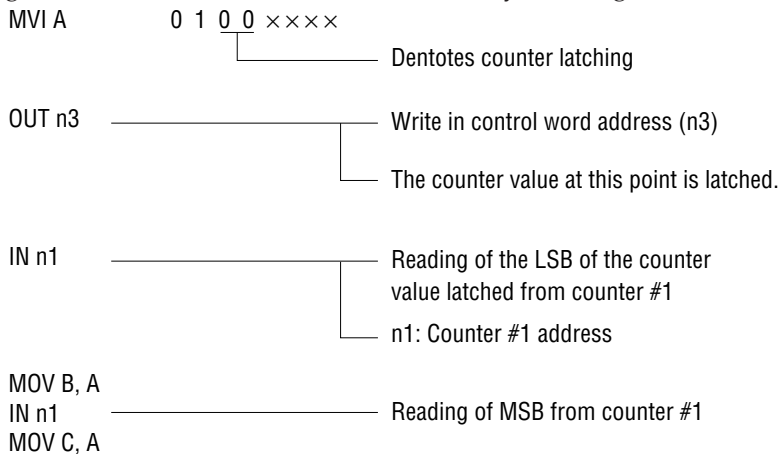 MVI A 0 1 0 0 ××××
Dentotes counter latching
OUT n3 Write in control word address (n3)
The counter value at this point is latched.
IN n1 Reading of the LSB of the counter
value latched from counter #1
n1: Counter #1 address
MOV B, A
IN n1 Reading of MSB from counter #1
MOV C, A